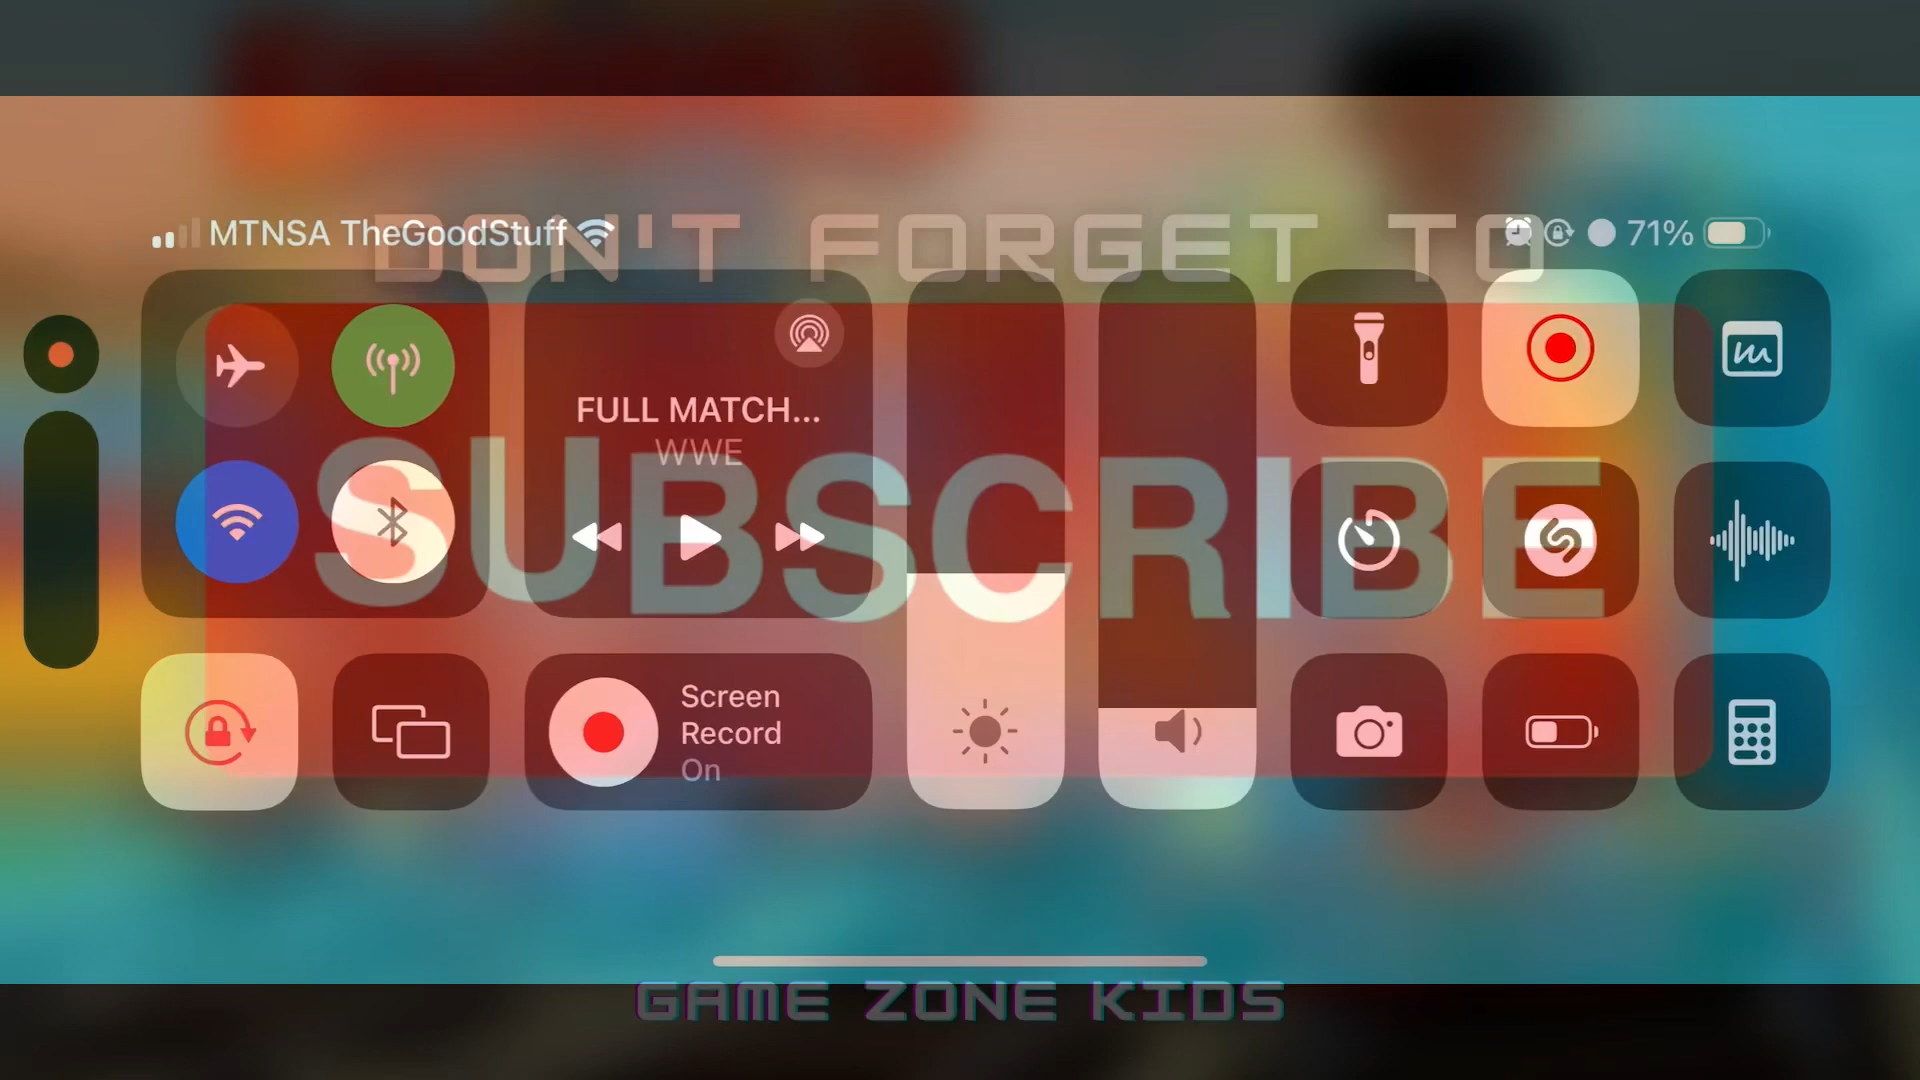 MTNSA TheGoodStuff
71%
DON'T FORGET TO
FULL MATCH...
WWE
SUBSCRIBE
Screen
Record
On
GAME ZONE KIDS